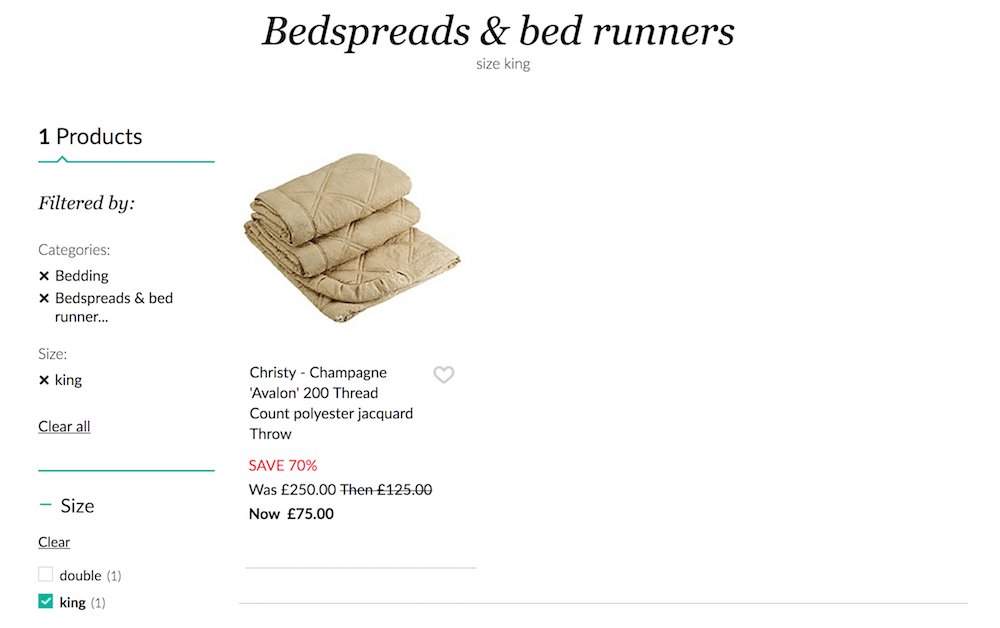 Bedspreads & bed runners
size king
1 Products
Filtered by:
Categories:
× Bedding
× Bedspreads & bed
runner...
Size:
× king
Clear all
− Size
Clear
double (1)
king (1)
Christy - Champagne
'Avalon' 200 Thread
Count polyester jacquard
Throw
SAVE 70%
Was £250.00 Then £125.00
Now £75.00